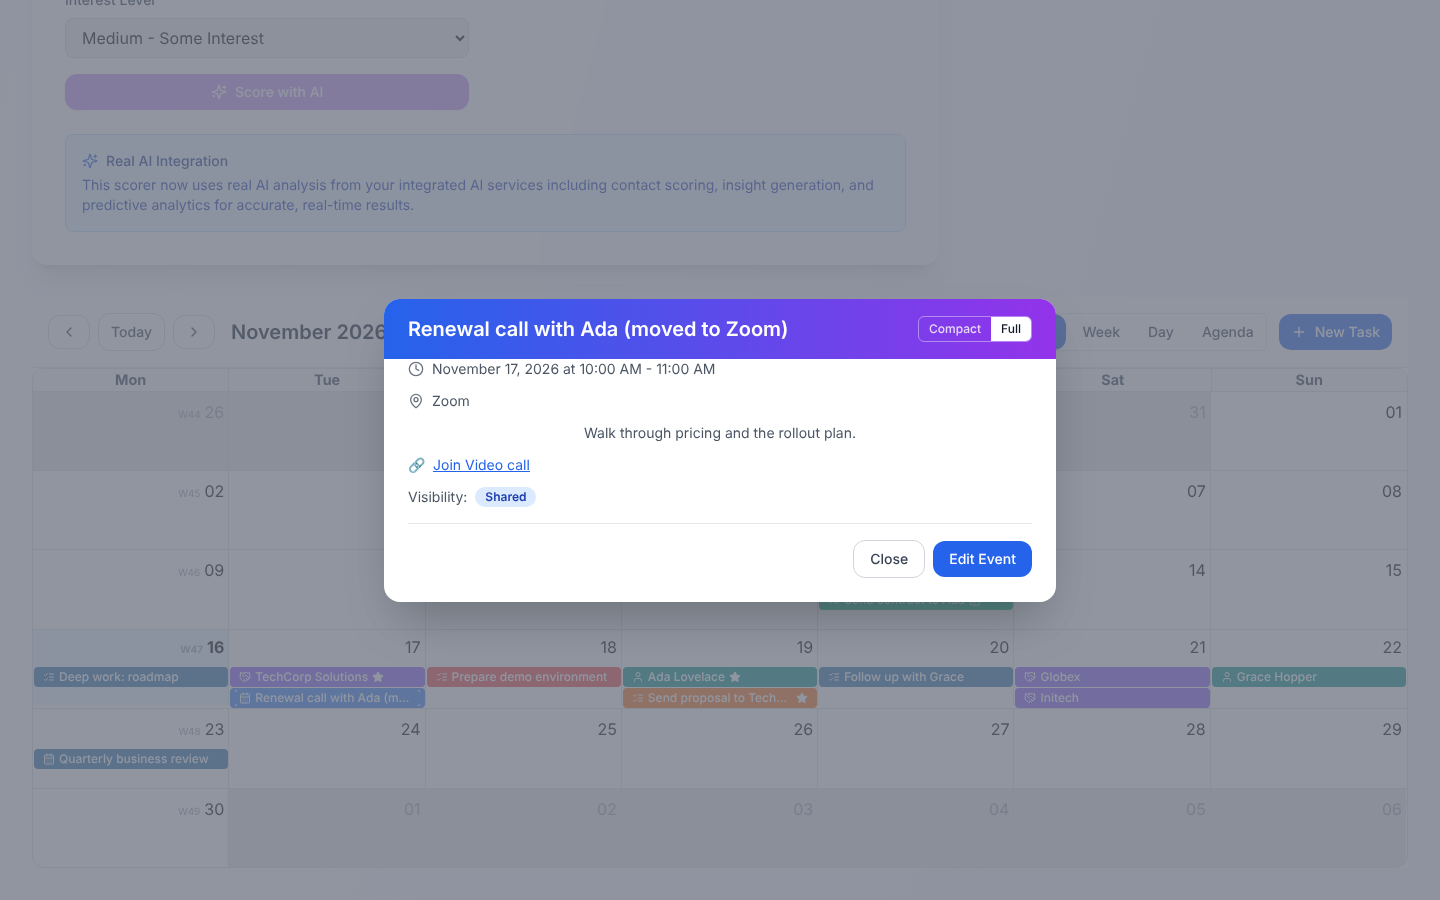 Interest Level
Medium - Some Interest
Score with AI
Real AI Integration
This scorer now uses real AI analysis from your integrated AI services including contact scoring, insight generation, and
predictive analytics for accurate, real-time results.
Today
November 2026
Week
Day
Agenda
New Task
Renewal call with Ada (moved to Zoom)
Compact
Full
November 17, 2026 at 10:00 AM - 11:00 AM
Zoom
Walk through pricing and the rollout plan.
Join Video call
Visibility: Shared
Close
Edit Event
Mon
Tue
Sat
Sun
W44 26
31
01
W45 02
07
08
W46 09
14
15
W47 16
17
18
19
20
21
22
Deep work: roadmap
TechCorp Solutions
Prepare demo environment
Ada Lovelace
Follow up with Grace
Globex
Grace Hopper
Renewal call with Ada (m...
Send proposal to Tech...
Initech
W48 23
24
25
26
27
28
29
Quarterly business review
W49 30
01
02
03
04
05
06